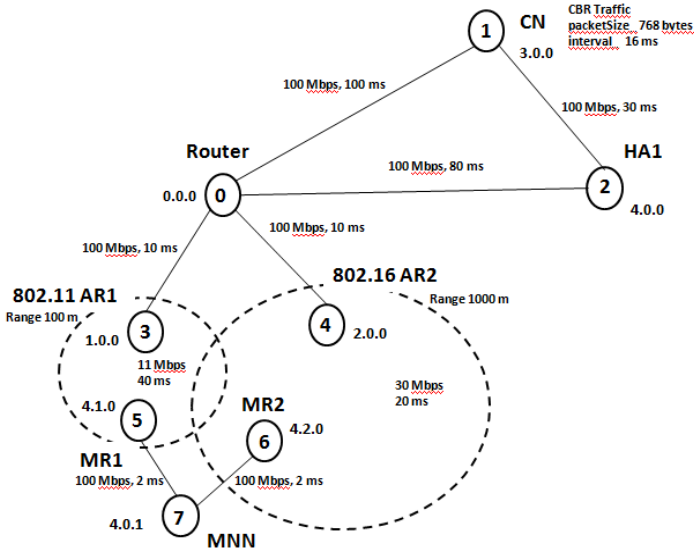 CN
CBR Traffic
packetSize_ 768 bytes
interval_ 16 ms
1
3.0.0
100 Mbps, 100 ms
100 Mbps, 30 ms
Router
100 Mbps, 80 ms
HA1
0.0.0
0
2
4.0.0
100 Mbps, 10 ms
100 Mbps, 10 ms
802.11 AR1
Range 100 m
802.16 AR2
Range 1000 m
3
1.0.0
4
2.0.0
11 Mbps
40 ms
30 Mbps
20 ms
4.1.0
5
MR2
6
4.2.0
MR1
100 Mbps, 2 ms
100 Mbps, 2 ms
7
4.0.1
MNN